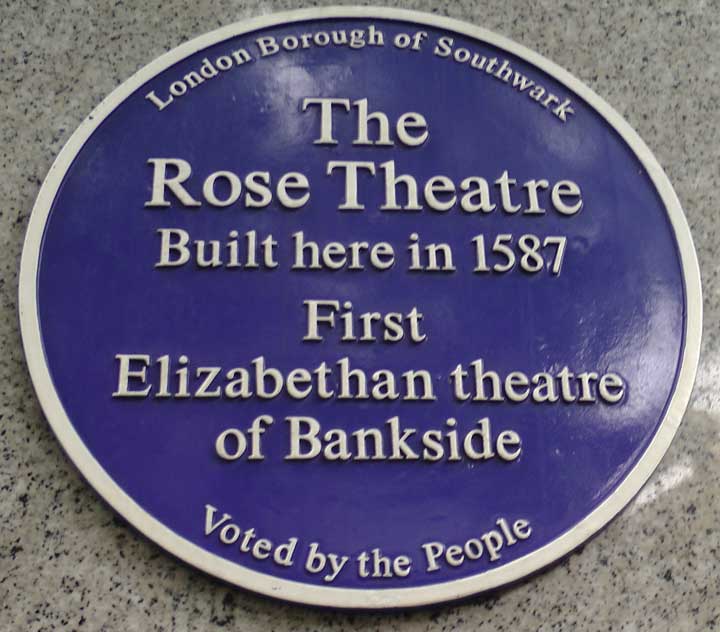 London Borough of Southwark
The
Rose Theatre
Built here in 1587
First
Elizabethan theatre
of Bankside
Voted by the People